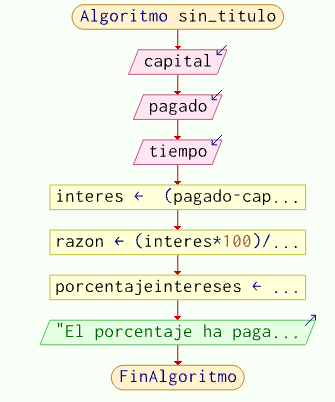 Algoritmo sin_titulo
capital
pagado
tiempo
interes ← (pagado-cap...
razon ← (interes*100)/...
porcentajeintereses ← ...
"El porcentaje ha paga...
FinAlgoritmo